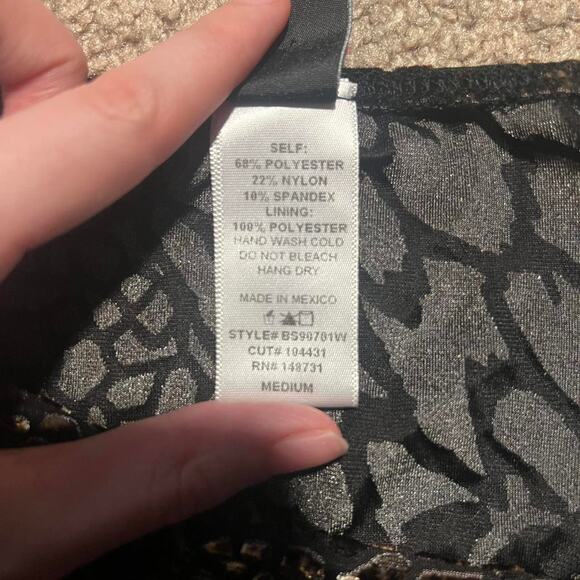 SELF:
68% POLYESTER
22% NYLON
10% SPANDEX
LINING:
100% POLYESTER
HAND WASH COLD
DO NOT BLEACH
HANG DRY
MADE IN MEXICO
STYLE# BS90701W
CUT# 104431
RN# 148731
MEDIUM